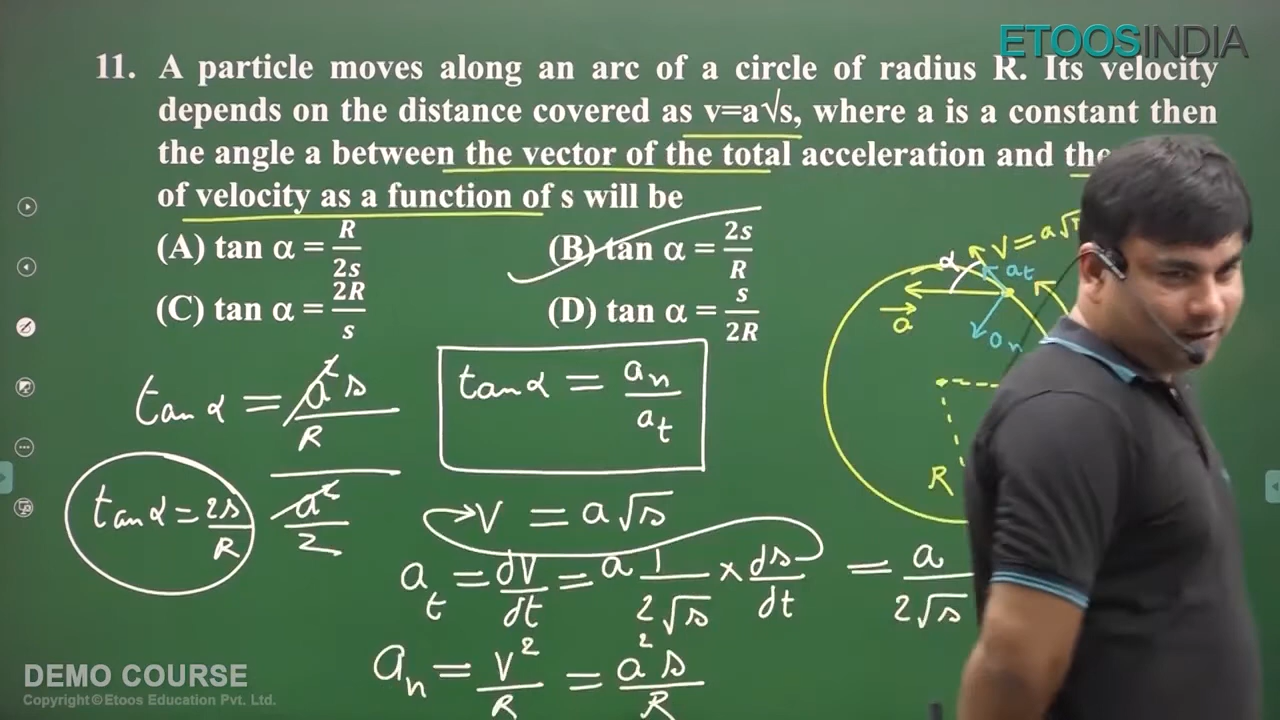 ETOOSINDIA
11. A particle moves along an arc of a circle of radius R. Its velocity
depends on the distance covered as v=a√s, where a is a constant then
the angle a between the vector of the total acceleration and the
of velocity as a function of s will be
(A) tan α = R/2s (B) tan α = 2s/R
(C) tan α = 2R/s (D) tan α = s/2R
α V = a√ at
a an
R
tan α = a²s/R / a²/2
tan α = an/at
tan α = 2s/R
V = a√s
at = dV/dt = a 1/2√s × ds/dt = a/2√s
an = V²/R = a²s/R
DEMO COURSE
Copyright©Etoos Education Pvt. Ltd.